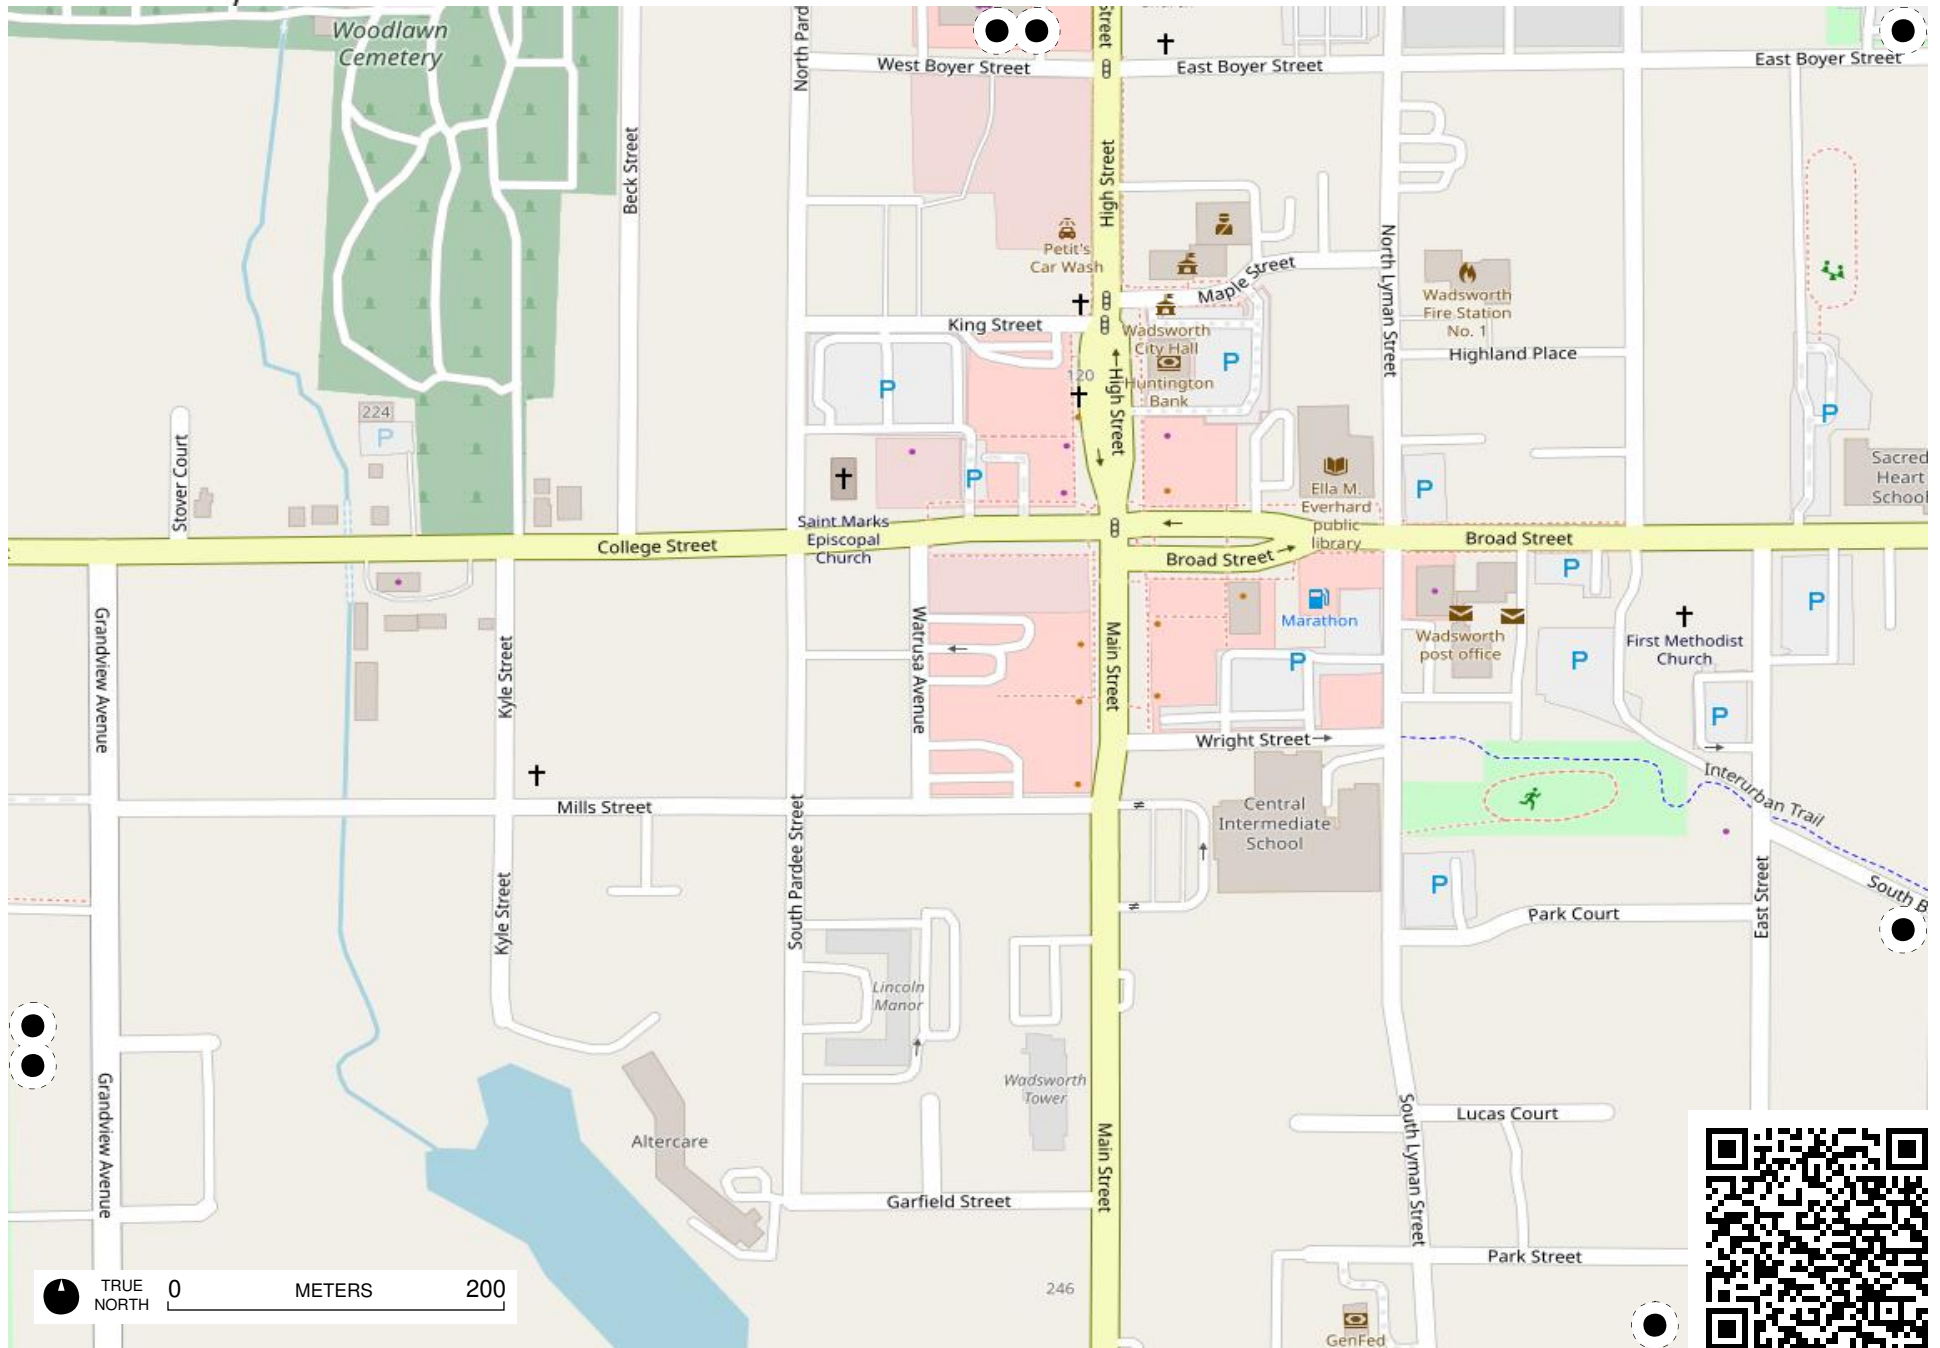 Woodlawn
Cemetery
North Pard
Street
West Boyer Street
East Boyer Street
East Boyer Street
Beck Street
High Street
Petit's
Car Wash
Maple Street
North Lyman Street
Wadsworth
Fire Station
No. 1
King Street
Wadsworth
City Hall
P
Highland Place
120
High Street
Huntington
Bank
P
224
P
P
Stover Court
P
P
Ella M.
Everhard
public
library
Sacred
Heart
School
Saint Marks
Episcopal
Church
College Street
Broad Street
Broad Street
P
P
Marathon
Grandview Avenue
Kyle Street
Watrusa Avenue
Main Street
Wadsworth
post office
First Methodist
Church
P
P
P
Wright Street
Interurban Trail
Mills Street
Central
Intermediate
School
South Pardee Street
Kyle Street
P
East Street
South B
Park Court
Lincoln
Manor
Wadsworth
Tower
Grandview Avenue
Altercare
Main Street
South Lyman Street
Lucas Court
Garfield Street
Park Street
246
TRUE
NORTH
0 METERS 200
GenFed